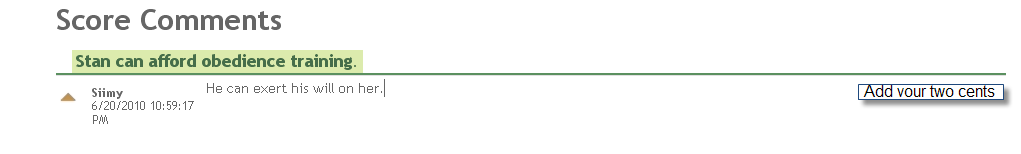 Score Comments
Stan can afford obedience training.
Siimy
6/20/2010 10:59:17
PM
He can exert his will on her.
Add your two cents